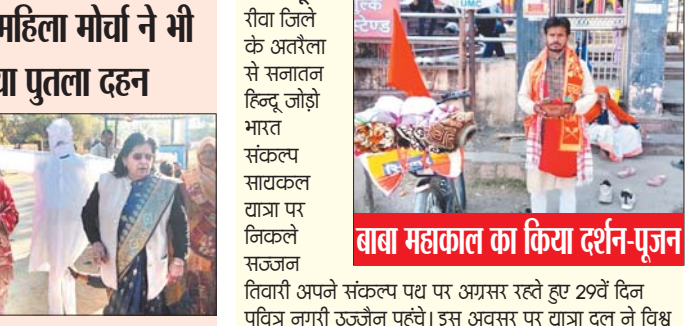 महिला मोर्चा ने भी
पुतला दहन
रीवा जिले
के अतरैला
से सनातन
हिन्दू जोड़ो
भारत
संकल्प
सायकल
यात्रा पर
निकले
सज्जन
स्टेण्ड
UMC
बाबा महाकाल का किया दर्शन-पूजन
तिवारी अपने संकल्प पथ पर अग्रसर रहते हुए 29वें दिन
पवित्र नगरी उज्जैन पहुंचे। इस अवसर पर यात्रा दल ने विश्व